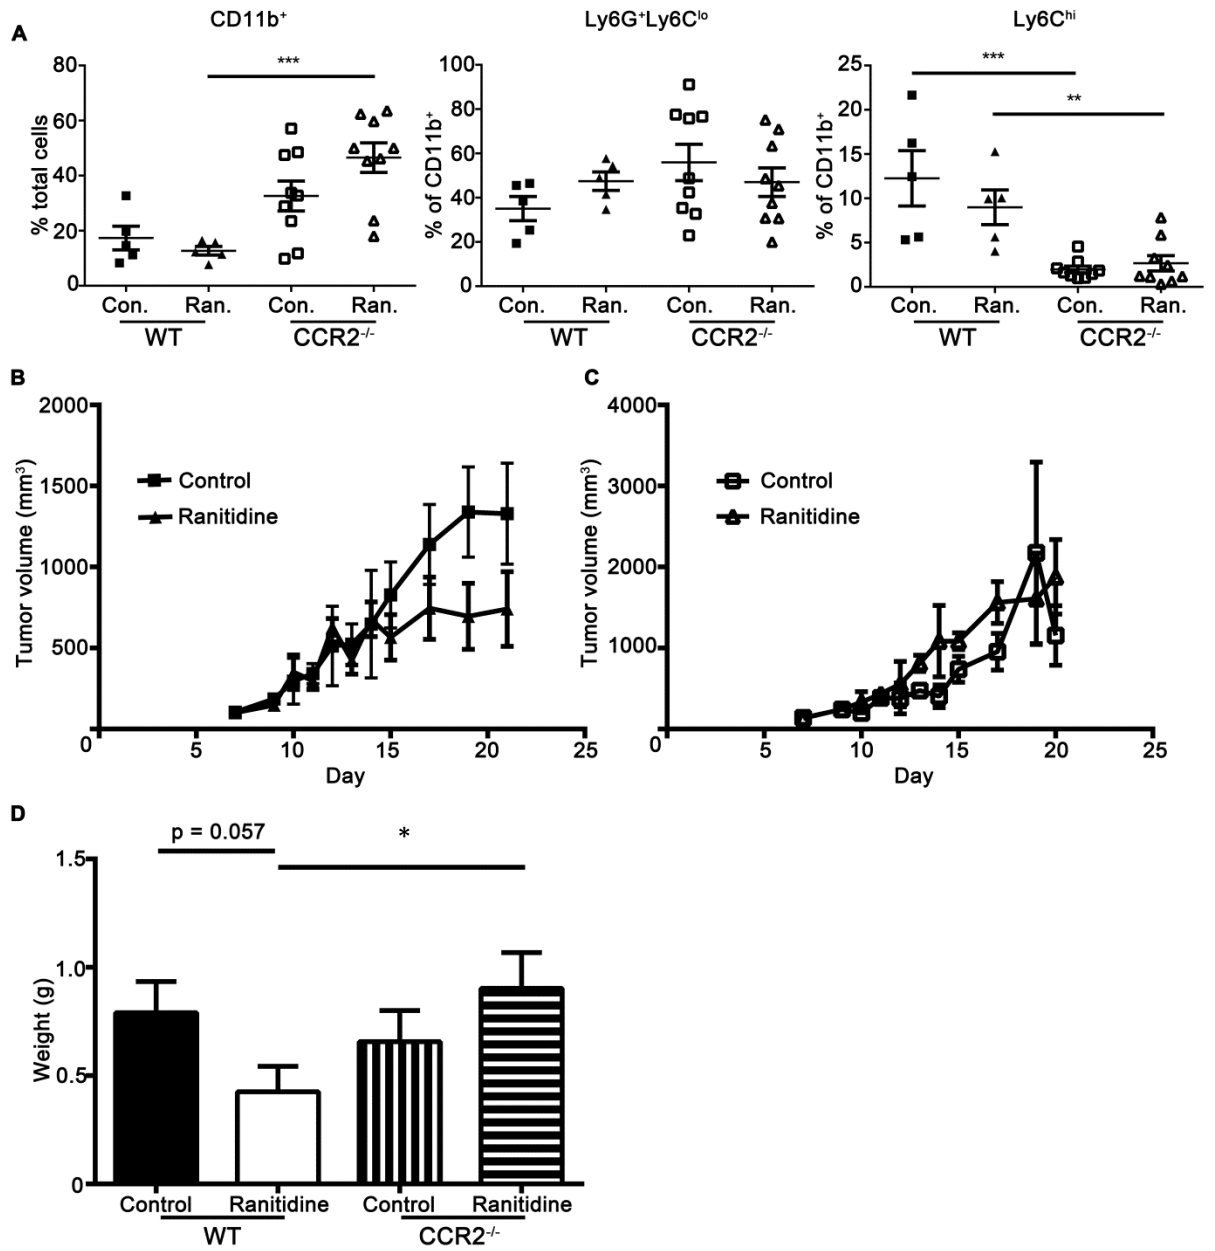 A
CD11b⁺
Ly6G⁺Ly6Cˡᵒ
Ly6Cʰⁱ
% total cells
80
60
40
20
0
***
Con. Ran. Con. Ran.
WT CCR2⁻/⁻
% of CD11b⁺
100
80
60
40
20
0
Con. Ran. Con. Ran.
WT CCR2⁻/⁻
% of CD11b⁺
25
20
15
10
5
0
***
**
Con. Ran. Con. Ran.
WT CCR2⁻/⁻
B
Tumor volume (mm³)
2000
1500
1000
500
0
Control
Ranitidine
5 10 15 20 25
Day
C
Tumor volume (mm³)
4000
3000
2000
1000
0
Control
Ranitidine
5 10 15 20 25
Day
D
p = 0.057
*
Weight (g)
1.5
1.0
0.5
0
Control Ranitidine Control Ranitidine
WT CCR2⁻/⁻